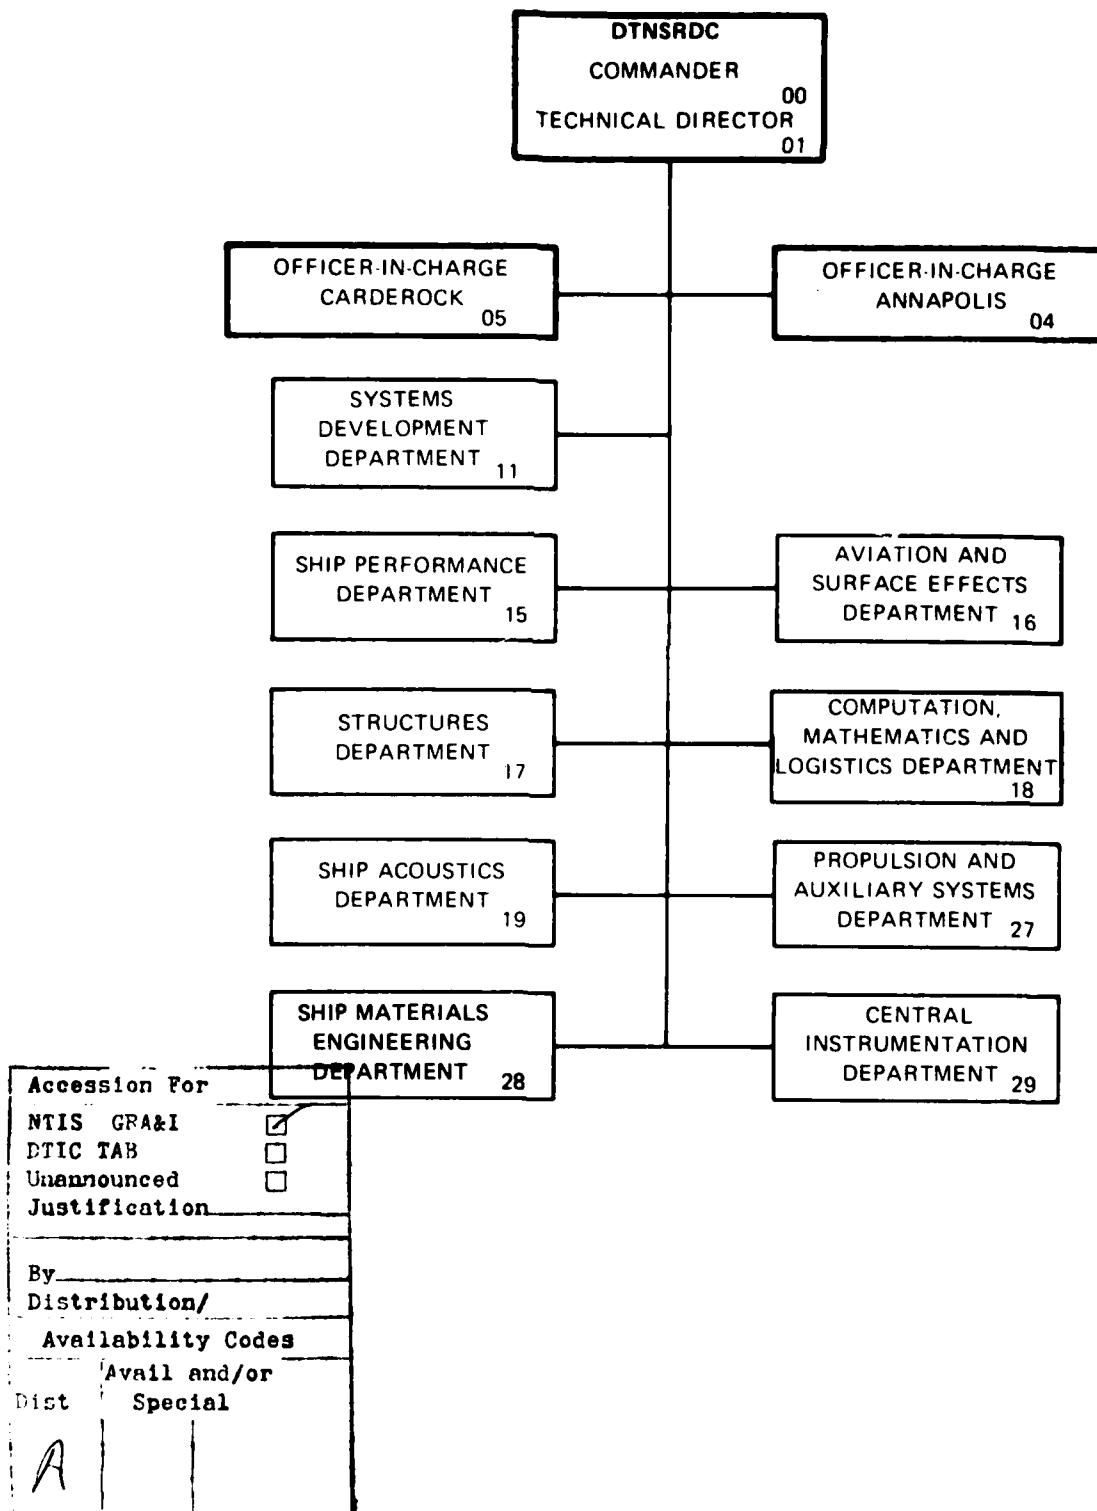 DTNSRDC
COMMANDER
00
TECHNICAL DIRECTOR
01
OFFICER-IN-CHARGE
CARDEROCK
05
OFFICER-IN-CHARGE
ANNAPOLIS
04
SYSTEMS
DEVELOPMENT
DEPARTMENT
11
SHIP PERFORMANCE
DEPARTMENT
15
AVIATION AND
SURFACE EFFECTS
DEPARTMENT
16
STRUCTURES
DEPARTMENT
17
COMPUTATION,
MATHEMATICS AND
LOGISTICS DEPARTMENT
18
SHIP ACOUSTICS
DEPARTMENT
19
PROPULSION AND
AUXILIARY SYSTEMS
DEPARTMENT
27
SHIP MATERIALS
ENGINEERING
DEPARTMENT
28
CENTRAL
INSTRUMENTATION
DEPARTMENT
29
Accession For
NTIS GRA&I
DTIC TAB
Unannounced
Justification
By
Distribution/
Availability Codes
Avail and/or
Dist Special
A